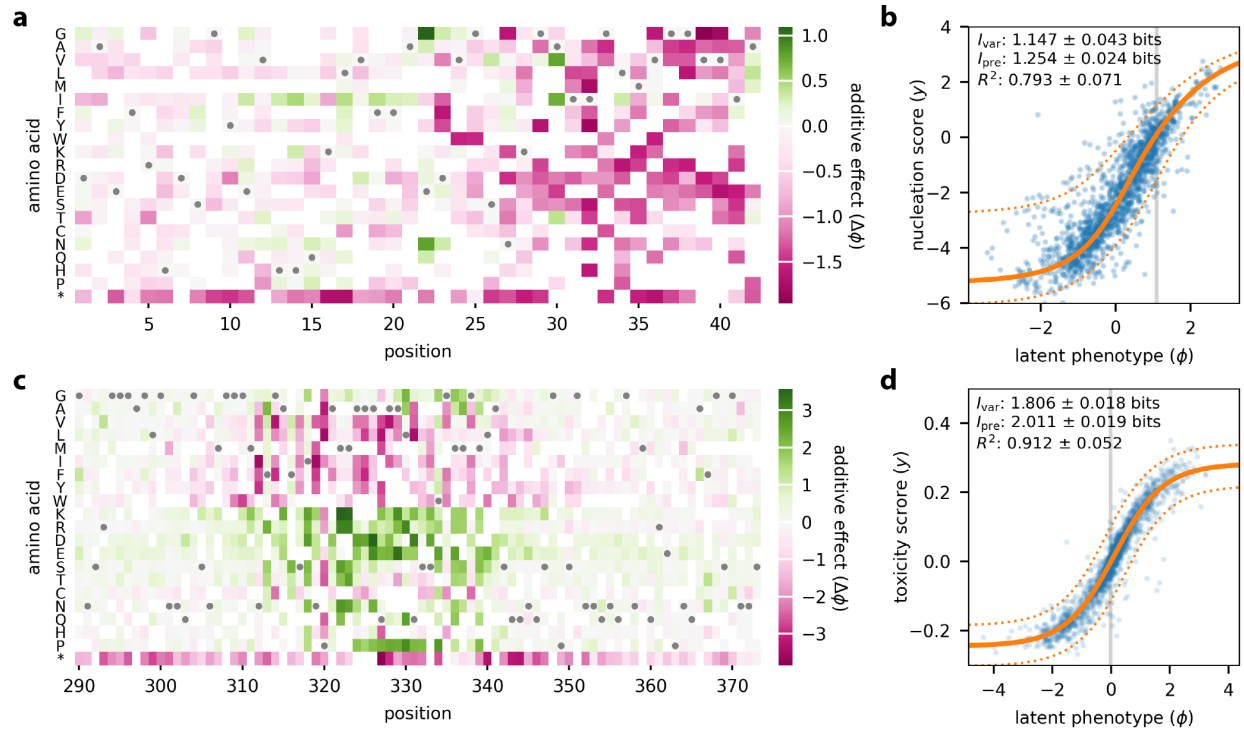 a
G
A
V
L
M
I
F
Y
W
K
R
D
E
S
T
C
N
Q
H
P
*
amino acid
5 10 15 20 25 30 35 40
position
1.0
0.5
0.0
−0.5
−1.0
−1.5
additive effect (Δϕ)
b
I_var: 1.147 ± 0.043 bits
I_pre: 1.254 ± 0.024 bits
R²: 0.793 ± 0.071
4
2
0
−2
−4
−6
nucleation score (y)
−2 0 2
latent phenotype (ϕ)
c
G
A
V
L
M
I
F
Y
W
K
R
D
E
S
T
C
N
Q
H
P
*
amino acid
290 300 310 320 330 340 350 360 370
position
3
2
1
0
−1
−2
−3
additive effect (Δϕ)
d
I_var: 1.806 ± 0.018 bits
I_pre: 2.011 ± 0.019 bits
R²: 0.912 ± 0.052
0.4
0.2
0.0
−0.2
toxicity score (y)
−4 −2 0 2 4
latent phenotype (ϕ)